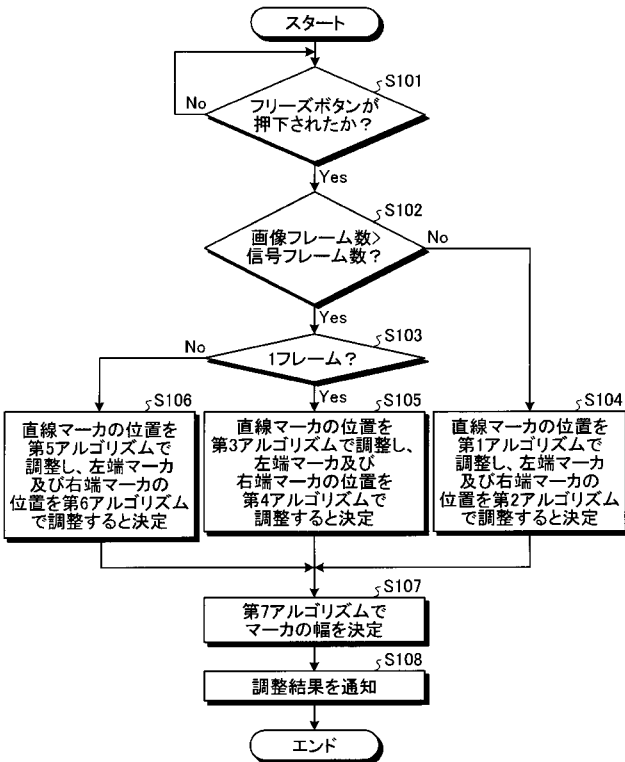 スタート
S101
フリーズボタンが
押下されたか？
No
Yes
S102
画像フレーム数>
信号フレーム数？
No
Yes
S103
1フレーム？
No
Yes
S106
直線マーカの位置を
第5アルゴリズムで
調整し、左端マーカ
及び右端マーカの
位置を第6アルゴリズム
で調整すると決定
S105
直線マーカの位置を
第3アルゴリズムで調整し、
左端マーカ及び
右端マーカの位置を
第4アルゴリズムで
調整すると決定
S104
直線マーカの位置を
第1アルゴリズムで
調整し、左端マーカ
及び右端マーカの
位置を第2アルゴリズム
で調整すると決定
S107
第7アルゴリズムで
マーカの幅を決定
S108
調整結果を通知
エンド